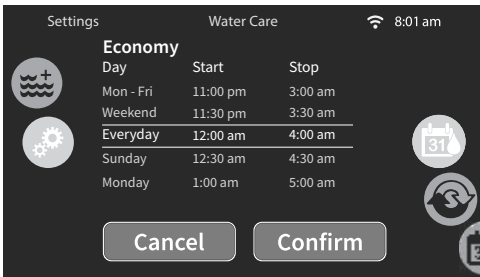 Settings Water Care 8:01 am
Economy
Day Start Stop
Mon - Fri 11:00 pm 3:00 am
Weekend 11:30 pm 3:30 am
Everyday 12:00 am 4:00 am
31
Sunday 12:30 am 4:30 am
Monday 1:00 am 5:00 am
Cancel Confirm